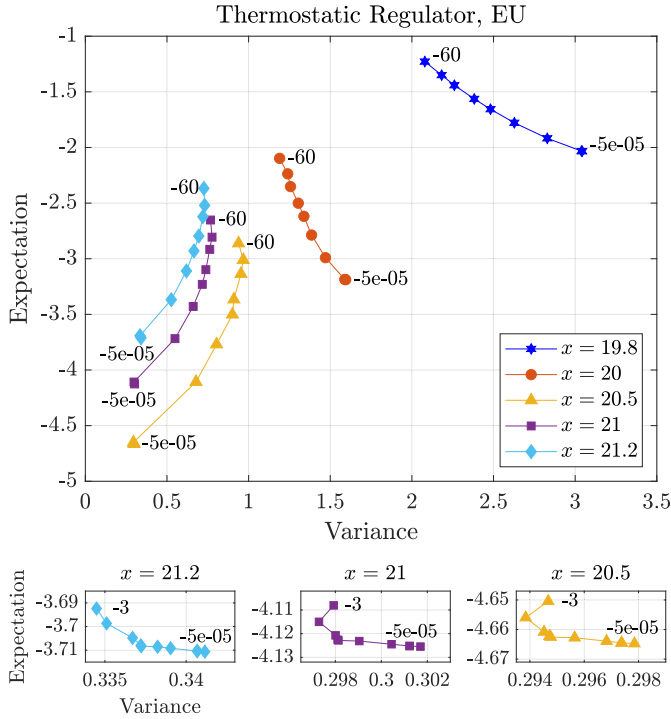 Thermostatic Regulator, EU
-1
-1.5
-2
-2.5
-3
-3.5
-4
-4.5
-5
Expectation
-60
-5e-05
-60
-5e-05
-60
-60
-60
-5e-05
-5e-05
-5e-05
x = 19.8
x = 20
x = 20.5
x = 21
x = 21.2
0 0.5 1 1.5 2 2.5 3 3.5
Variance
x = 21.2
Expectation
-3.69
-3.7
-3.71
-3
-5e-05
0.335 0.34
Variance
x = 21
-4.11
-4.12
-4.13
-3
-5e-05
0.298 0.3 0.302
x = 20.5
-4.65
-4.66
-4.67
-3
-5e-05
0.294 0.296 0.298